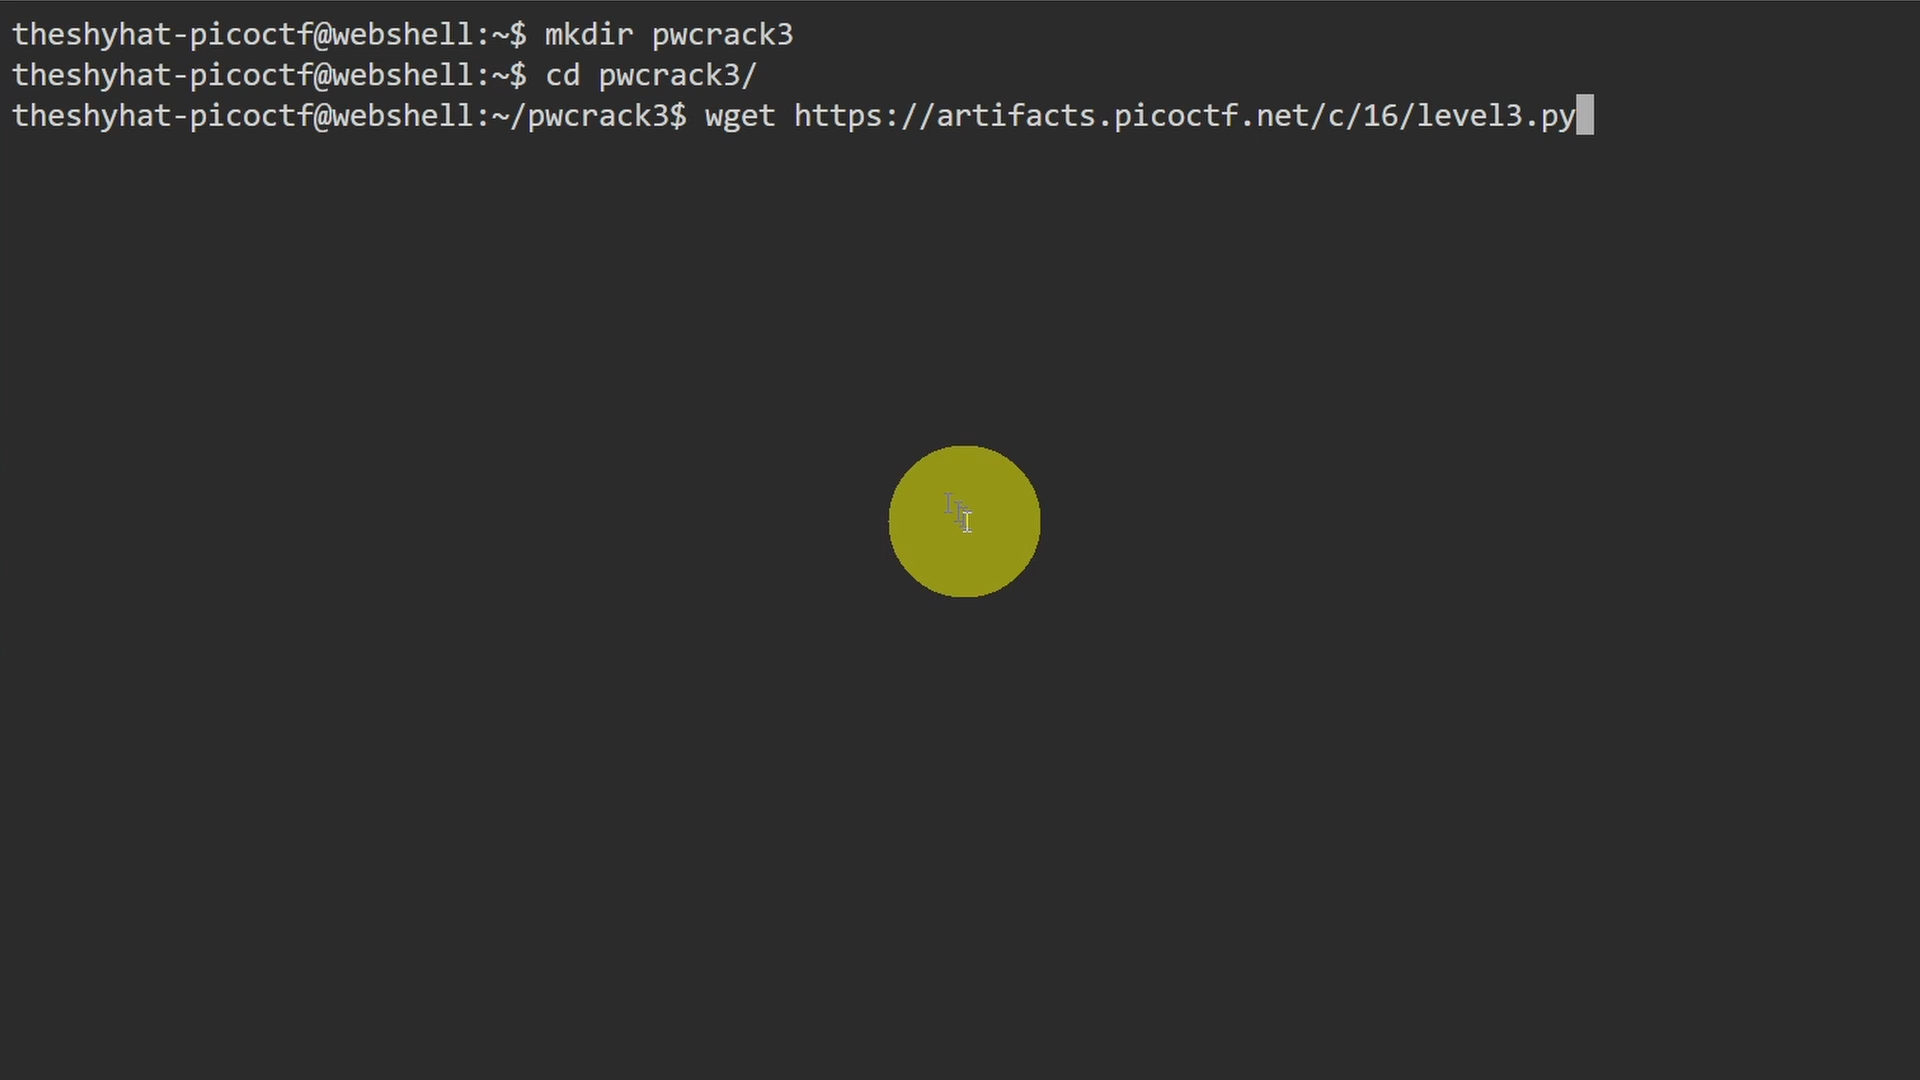 theshyhat-picoctf@webshell:~$ mkdir pwcrack3
theshyhat-picoctf@webshell:~$ cd pwcrack3/
theshyhat-picoctf@webshell:~/pwcrack3$ wget https://artifacts.picoctf.net/c/16/level3.py